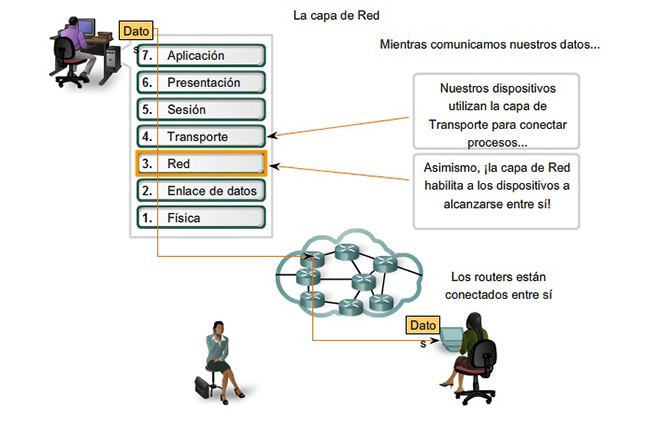 La capa de Red
Dato
s
Mientras comunicamos nuestros datos...
7. Aplicación
6. Presentación
5. Sesión
4. Transporte
3. Red
2. Enlace de datos
1. Física
Nuestros dispositivos
utilizan la capa de
Transporte para conectar
procesos...
Asimismo, ¡la capa de Red
habilita a los dispositivos a
alcanzarse entre sí!
Los routers están
conectados entre sí
Dato
s